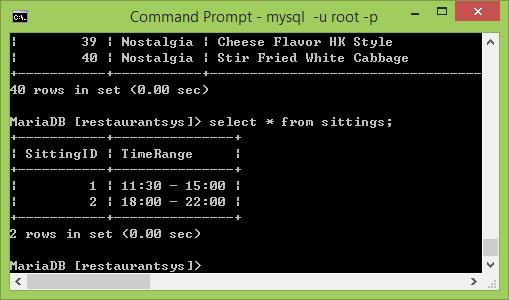 Command Prompt - mysql -u root -p
|        39 | Nostalgia | Cheese Flavor HK Style
|        40 | Nostalgia | Stir Fried White Cabbage
+-----------+-----------+----------------------------------
40 rows in set (0.00 sec)
MariaDB [restaurantsys]> select * from sittings;
+-----------+---------------+
| SittingID | TimeRange     |
+-----------+---------------+
|         1 | 11:30 - 15:00 |
|         2 | 18:00 - 22:00 |
+-----------+---------------+
2 rows in set (0.00 sec)
MariaDB [restaurantsys]>